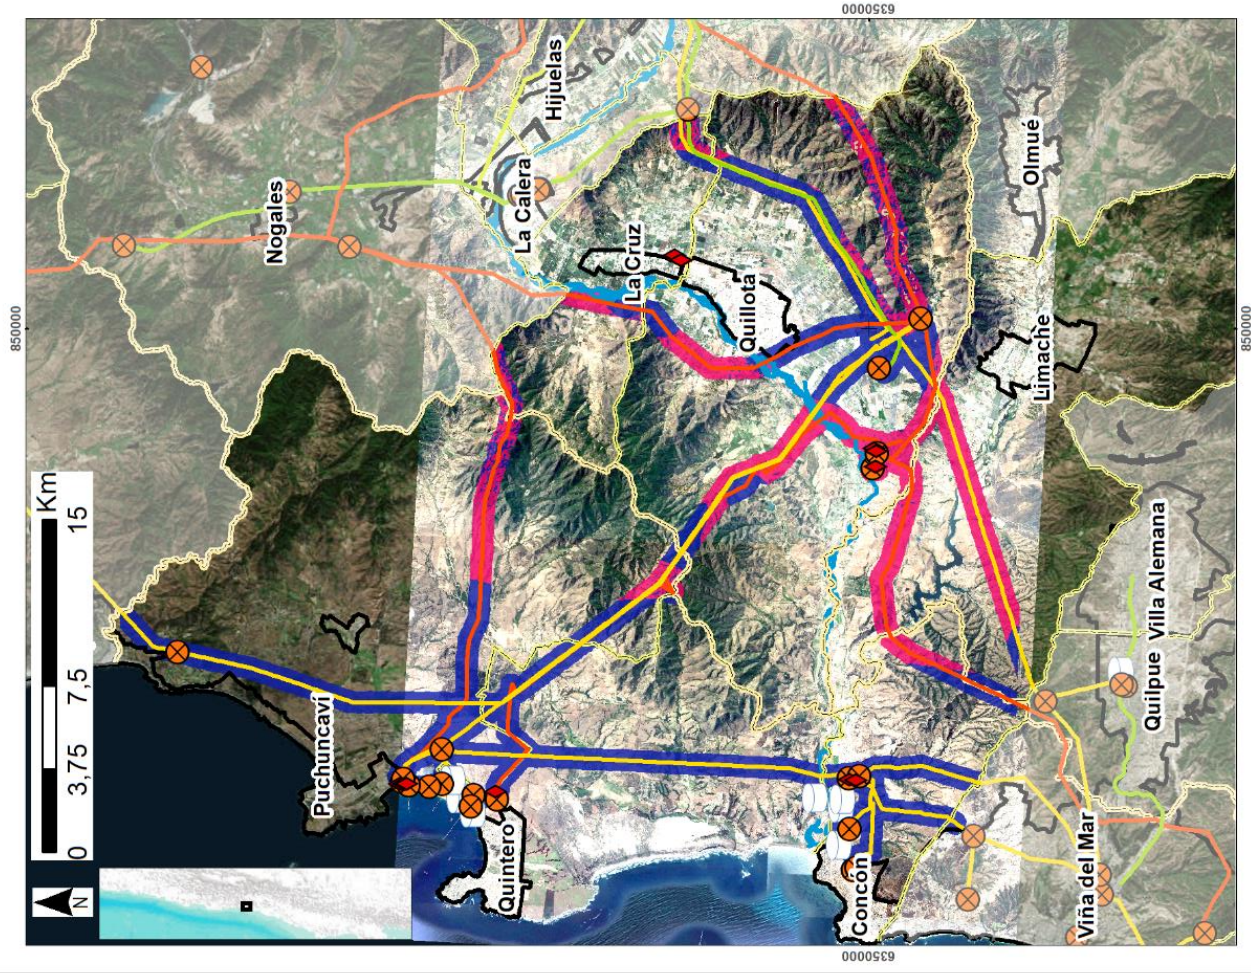 6350000
850000
Hijuelas
Nogales
La Calera
Olmué
La Cruz
Quillota
850000
Limache
Km
15
7,5
3,75
0
N
Puchuncaví
Quilpue
Villa Alemana
Quintero
Concón
Viña del Mar
6350000